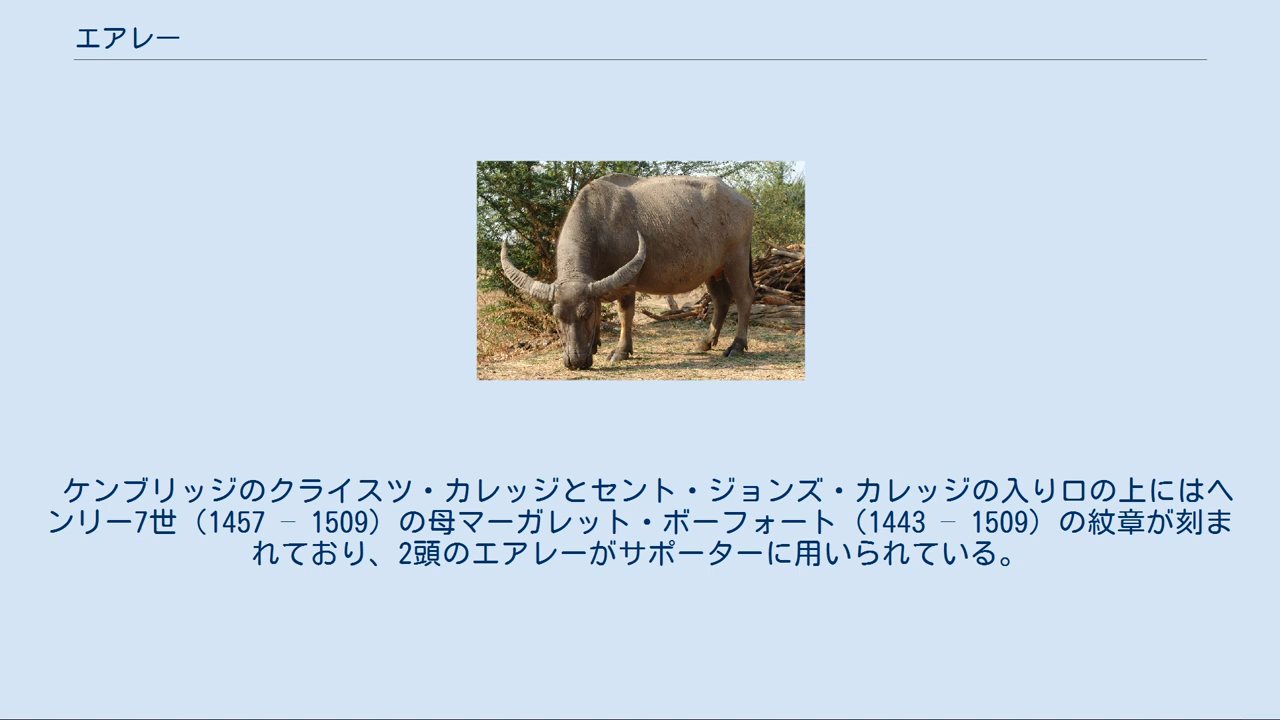 エアレー
ケンブリッジのクライスツ・カレッジとセント・ジョンズ・カレッジの入り口の上にはヘ
ンリー7世（1457 – 1509）の母マーガレット・ボーフォート（1443 – 1509）の紋章が刻ま
れており、2頭のエアレーがサポーターに用いられている。